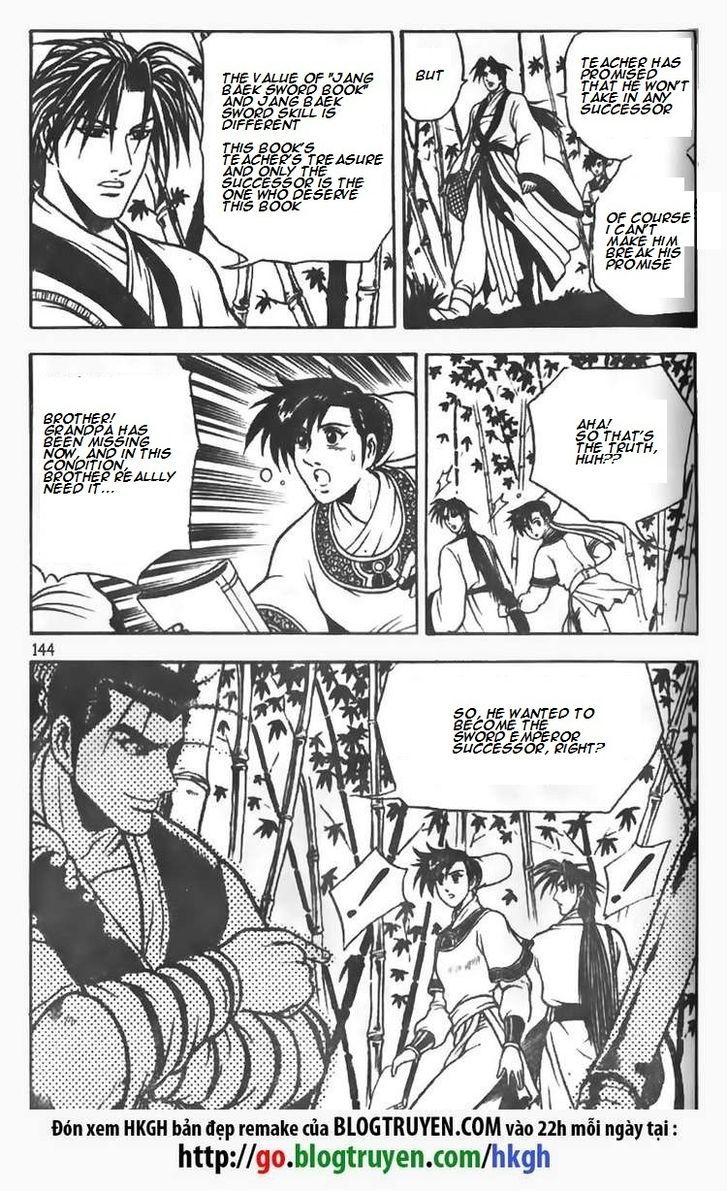 THE VALUE OF "JANG
BAEK SWORD BOOK"
AND JANG BAEK
SWORD SKILL IS
DIFFERENT
THIS BOOK'S
TEACHER'S TREASURE
AND ONLY THE
SUCCESSOR IS THE
ONE WHO DESERVE
THIS BOOK
BUT
TEACHER HAS
PROMISED
THAT HE WON'T
TAKE IN ANY
SUCCESSOR
OF COURSE
I CAN'T
MAKE HIM
BREAK HIS
PROMISE
BROTHER!
GRANDPA HAS
BEEN MISSING
NOW, AND IN THIS
CONDITION,
BROTHER REALLLY
NEED IT...
AHA!
SO THAT'S
THE TRUTH,
HUH??
144
SO, HE WANTED TO
BECOME THE
SWORD EMPEROR
SUCCESSOR, RIGHT?
!
!
Đón xem HKGH bản đẹp remake của BLOGTRUYEN.COM vào 22h mỗi ngày tại :
http://go.blogtruyen.com/hkgh